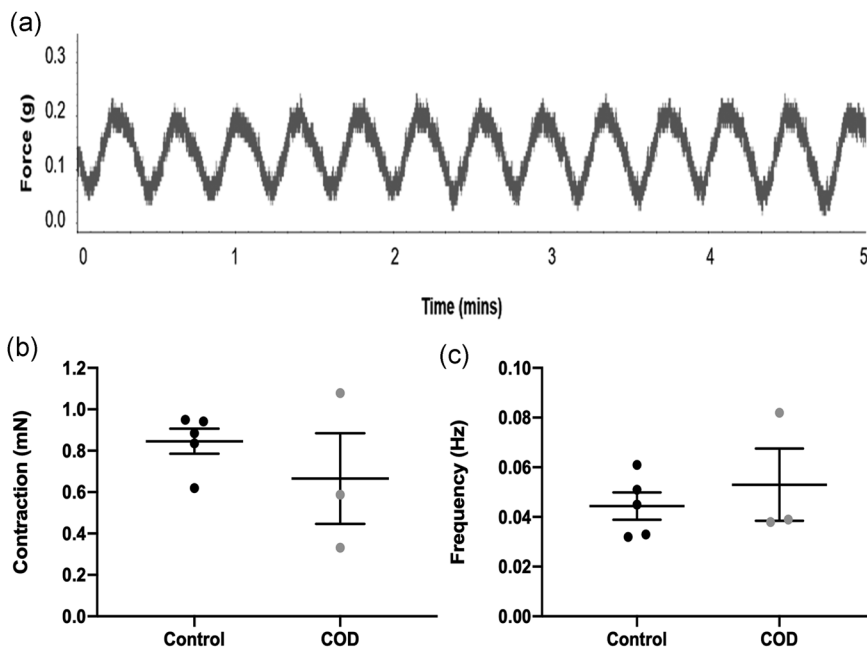 (a)
Force (g)
0.3
0.2
0.1
0.0
0 1 2 3 4 5
Time (mins)
(b)
Contraction (mN)
1.2
1.0
0.8
0.6
0.4
0.2
0.0
Control COD
(c)
Frequency (Hz)
0.10
0.08
0.06
0.04
0.02
0.00
Control COD